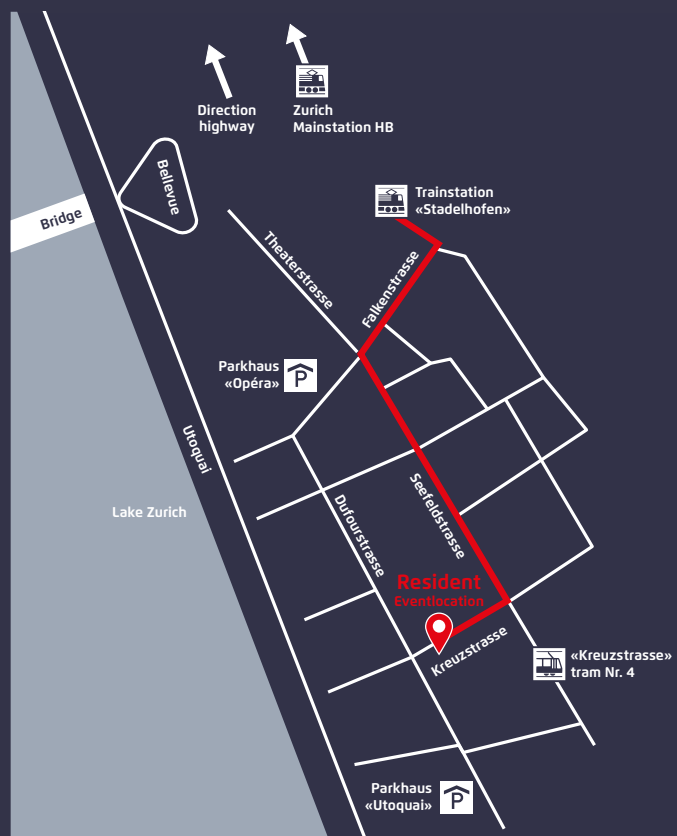 Direction
highway
Zurich
Mainstation HB
Bellevue
Bridge
Trainstation
«Stadelhofen»
Theaterstrasse
Falkenstrasse
Parkhaus
«Opéra»
P
Utoquai
Lake Zurich
Seefeldstrasse
Dufourstrasse
Resident
Eventlocation
Kreuzstrasse
«Kreuzstrasse»
tram Nr. 4
Parkhaus
«Utoquai»
P